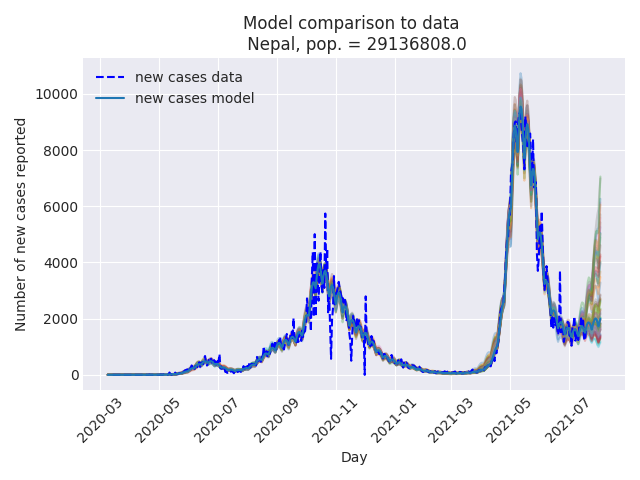 Model comparison to data
Nepal, pop. = 29136808.0
new cases data
new cases model
Number of new cases reported
10000
8000
6000
4000
2000
0
2020-03
2020-05
2020-07
2020-09
2020-11
2021-01
2021-03
2021-05
2021-07
Day